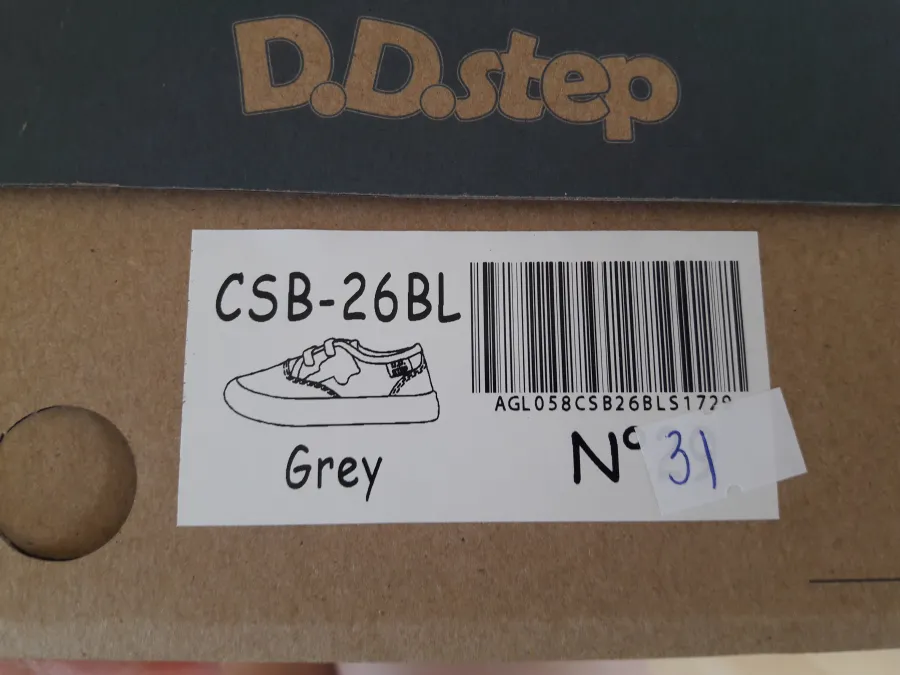 D.D.step
CSB-26BL
AGL058CSB26BLS1729
Grey
Nº 31